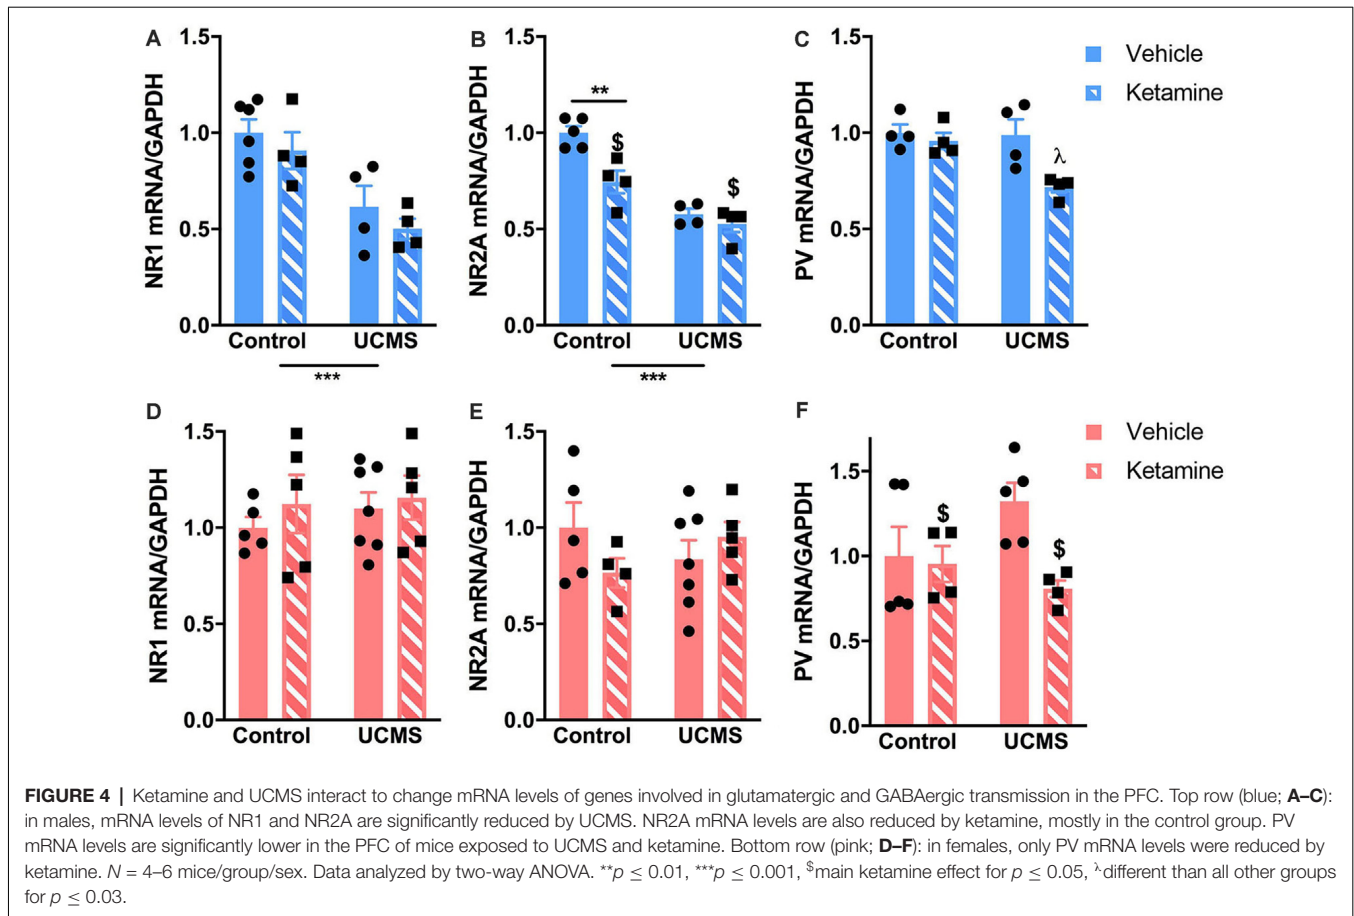 A
B
C
1.5
1.0
0.5
0.0
NR1 mRNA/GAPDH
Control
UCMS
***
1.5
1.0
0.5
0.0
NR2A mRNA/GAPDH
**
$
$
Control
UCMS
***
1.5
1.0
0.5
0.0
PV mRNA/GAPDH
λ
Control
UCMS
Vehicle
Ketamine
D
E
F
1.5
1.0
0.5
0.0
NR1 mRNA/GAPDH
Control
UCMS
1.5
1.0
0.5
0.0
NR2A mRNA/GAPDH
Control
UCMS
1.5
1.0
0.5
0.0
PV mRNA/GAPDH
$
$
Control
UCMS
Vehicle
Ketamine
FIGURE 4 | Ketamine and UCMS interact to change mRNA levels of genes involved in glutamatergic and GABAergic transmission in the PFC. Top row (blue; A–C):
in males, mRNA levels of NR1 and NR2A are significantly reduced by UCMS. NR2A mRNA levels are also reduced by ketamine, mostly in the control group. PV
mRNA levels are significantly lower in the PFC of mice exposed to UCMS and ketamine. Bottom row (pink; D–F): in females, only PV mRNA levels were reduced by
ketamine. N = 4–6 mice/group/sex. Data analyzed by two-way ANOVA. **p ≤ 0.01, ***p ≤ 0.001, $main ketamine effect for p ≤ 0.05, λdifferent than all other groups
for p ≤ 0.03.